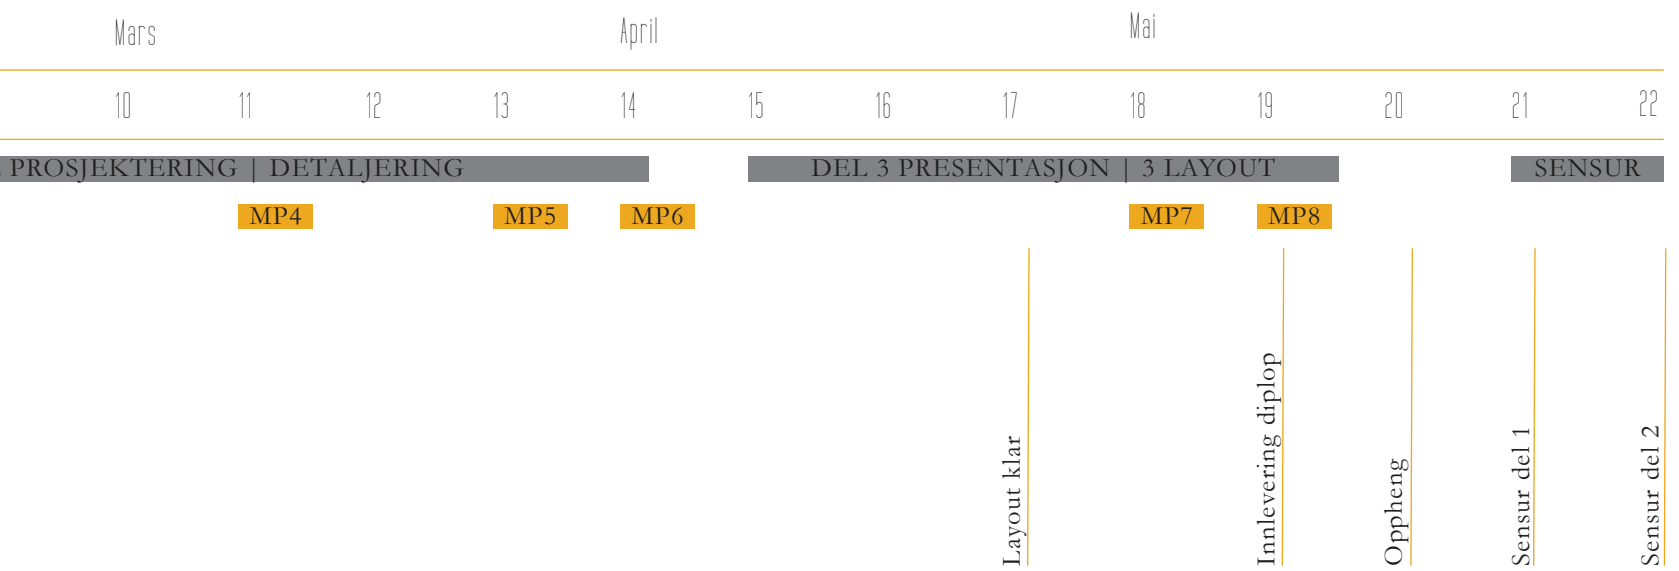 Mars April Mai
10 11 12 13 14 15 16 17 18 19 20 21 22
PROSJEKTERING | DETALJERING DEL 3 PRESENTASJON | 3 LAYOUT SENSUR
MP4 MP5 MP6 MP7 MP8
Layout klar
Innlevering diplop
Oppheng
Sensur del 1
Sensur del 2